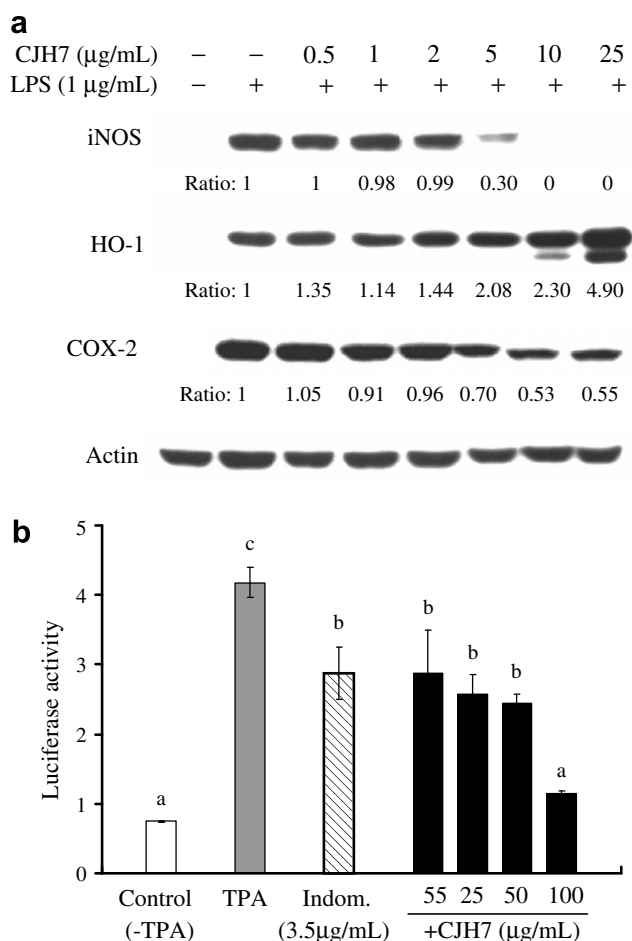 a
CJH7 (μg/mL) – – 0.5 1 2 5 10 25
LPS (1 μg/mL) – + + + + + + +
iNOS
Ratio: 1 1 0.98 0.99 0.30 0 0
HO-1
Ratio: 1 1.35 1.14 1.44 2.08 2.30 4.90
COX-2
Ratio: 1 1.05 0.91 0.96 0.70 0.53 0.55
Actin
b
Luciferase activity
5
4
3
2
1
0
a
c
b
b
b
b
a
Control TPA Indom. 55 25 50 100
(-TPA) (3.5μg/mL) +CJH7 (μg/mL)